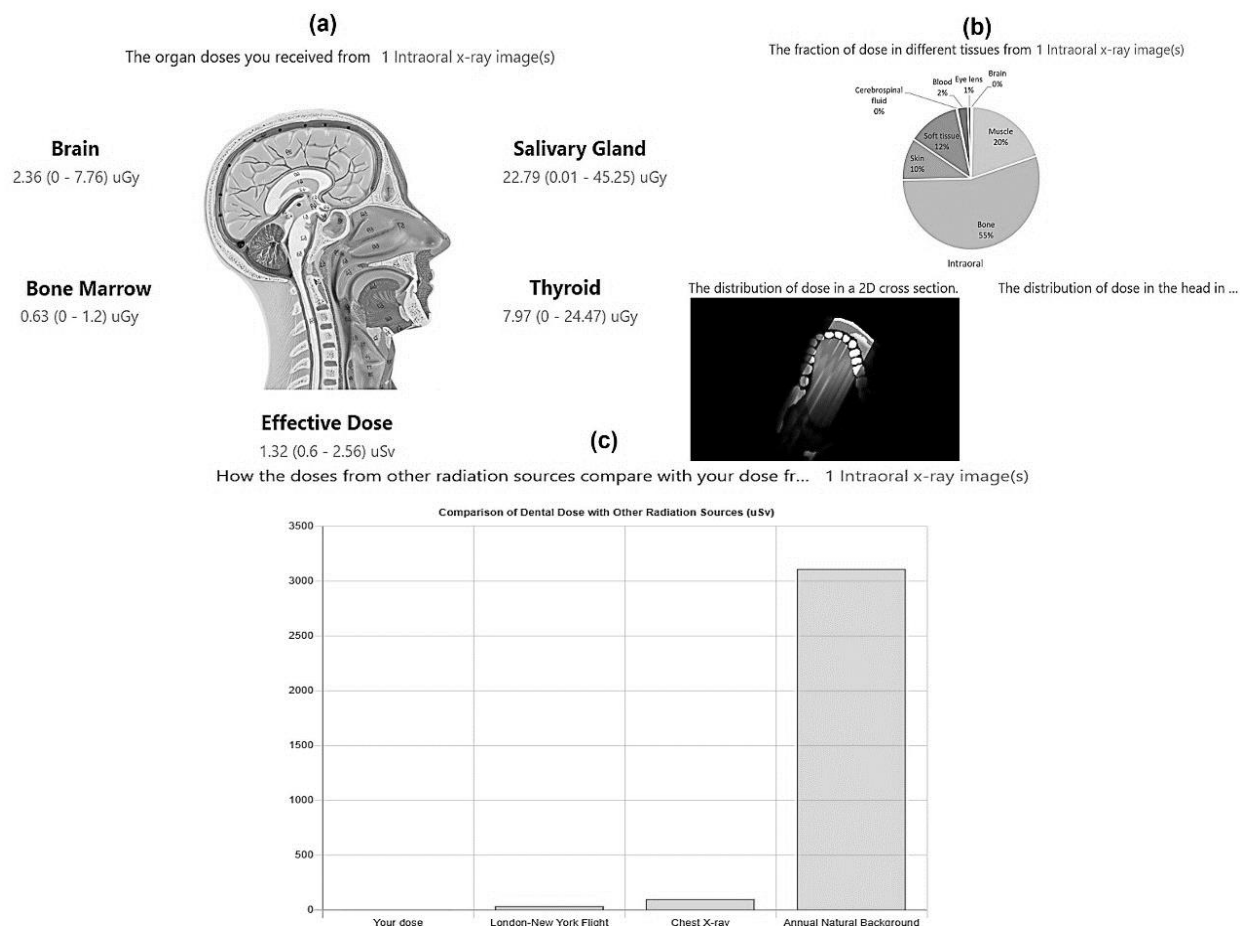 (a)
The organ doses you received from 1 Intraoral x-ray image(s)
Brain
2.36 (0 - 7.76) uGy
Salivary Gland
22.79 (0.01 - 45.25) uGy
Bone Marrow
0.63 (0 - 1.2) uGy
Thyroid
7.97 (0 - 24.47) uGy
Effective Dose
1.32 (0.6 - 2.56) uSv
(b)
The fraction of dose in different tissues from 1 Intraoral x-ray image(s)
Cerebrospinal
fluid
0%
Blood
2%
Eye lens
1%
Brain
0%
Muscle
20%
Soft tissue
12%
Skin
10%
Bone
55%
Intraoral
The distribution of dose in a 2D cross section.
The distribution of dose in the head in ...
(c)
How the doses from other radiation sources compare with your dose fr... 1 Intraoral x-ray image(s)
Comparison of Dental Dose with Other Radiation Sources (uSv)
3500
3000
2500
2000
1500
1000
500
0
Your dose
London-New York Flight
Chest X-ray
Annual Natural Background